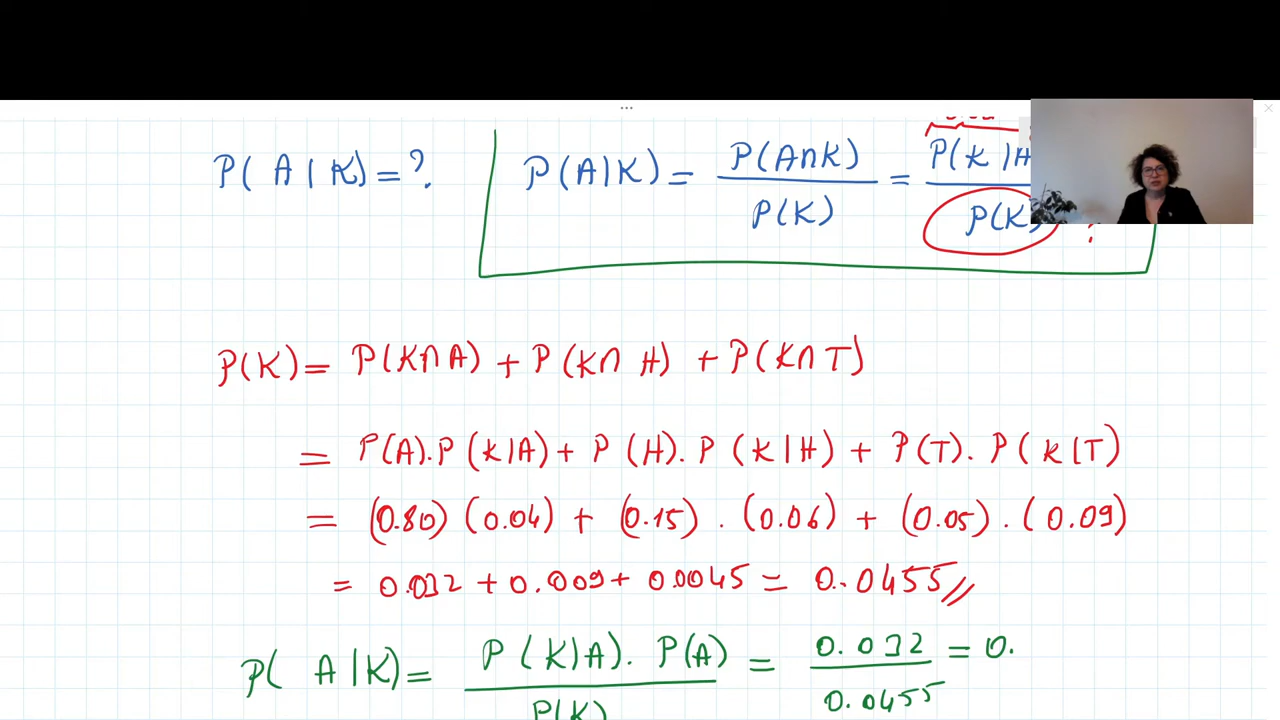 P(A|K)=?
P(A|K) = P(A∩K) / P(K) = P(K|A / P(K) ?
P(K) = P(K∩A) + P(K∩H) + P(K∩T)
= P(A).P(K|A) + P(H).P(K|H) + P(T).P(K|T)
= (0.80) (0.04) + (0.15) . (0.06) + (0.05) . (0.09)
= 0.032 + 0.009 + 0.0045 = 0.0455//
P(A|K) = P(K|A).P(A) / P(K) = 0.032 / 0.0455 = 0.